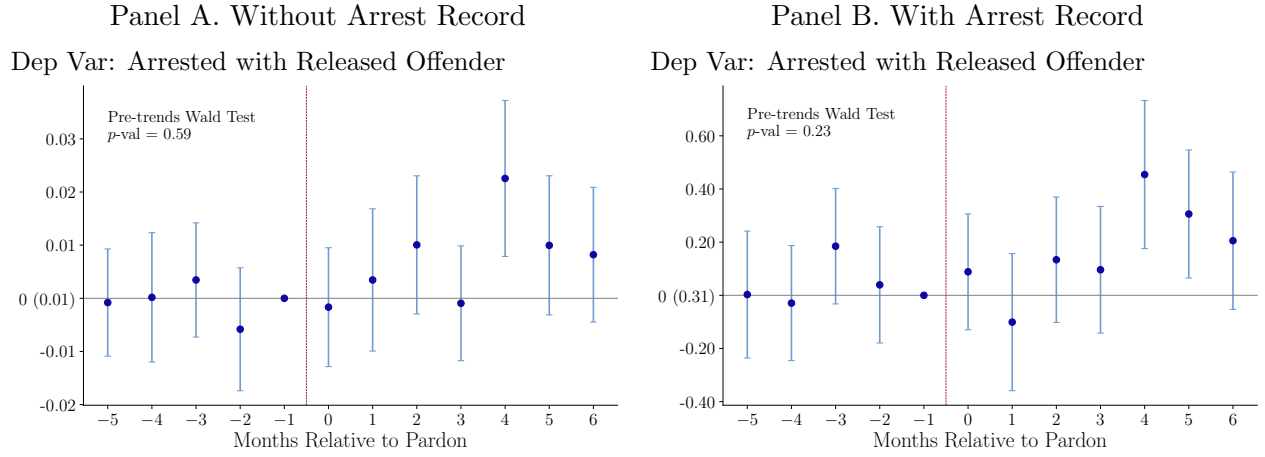 Panel A. Without Arrest Record
Dep Var: Arrested with Released Offender
Pre-trends Wald Test
p-val = 0.59
0.03
0.02
0.01
0 (0.01)
-0.01
-0.02
−5 −4 −3 −2 −1 0 1 2 3 4 5 6
Months Relative to Pardon
Panel B. With Arrest Record
Dep Var: Arrested with Released Offender
Pre-trends Wald Test
p-val = 0.23
0.60
0.40
0.20
0 (0.31)
-0.20
-0.40
−5 −4 −3 −2 −1 0 1 2 3 4 5 6
Months Relative to Pardon